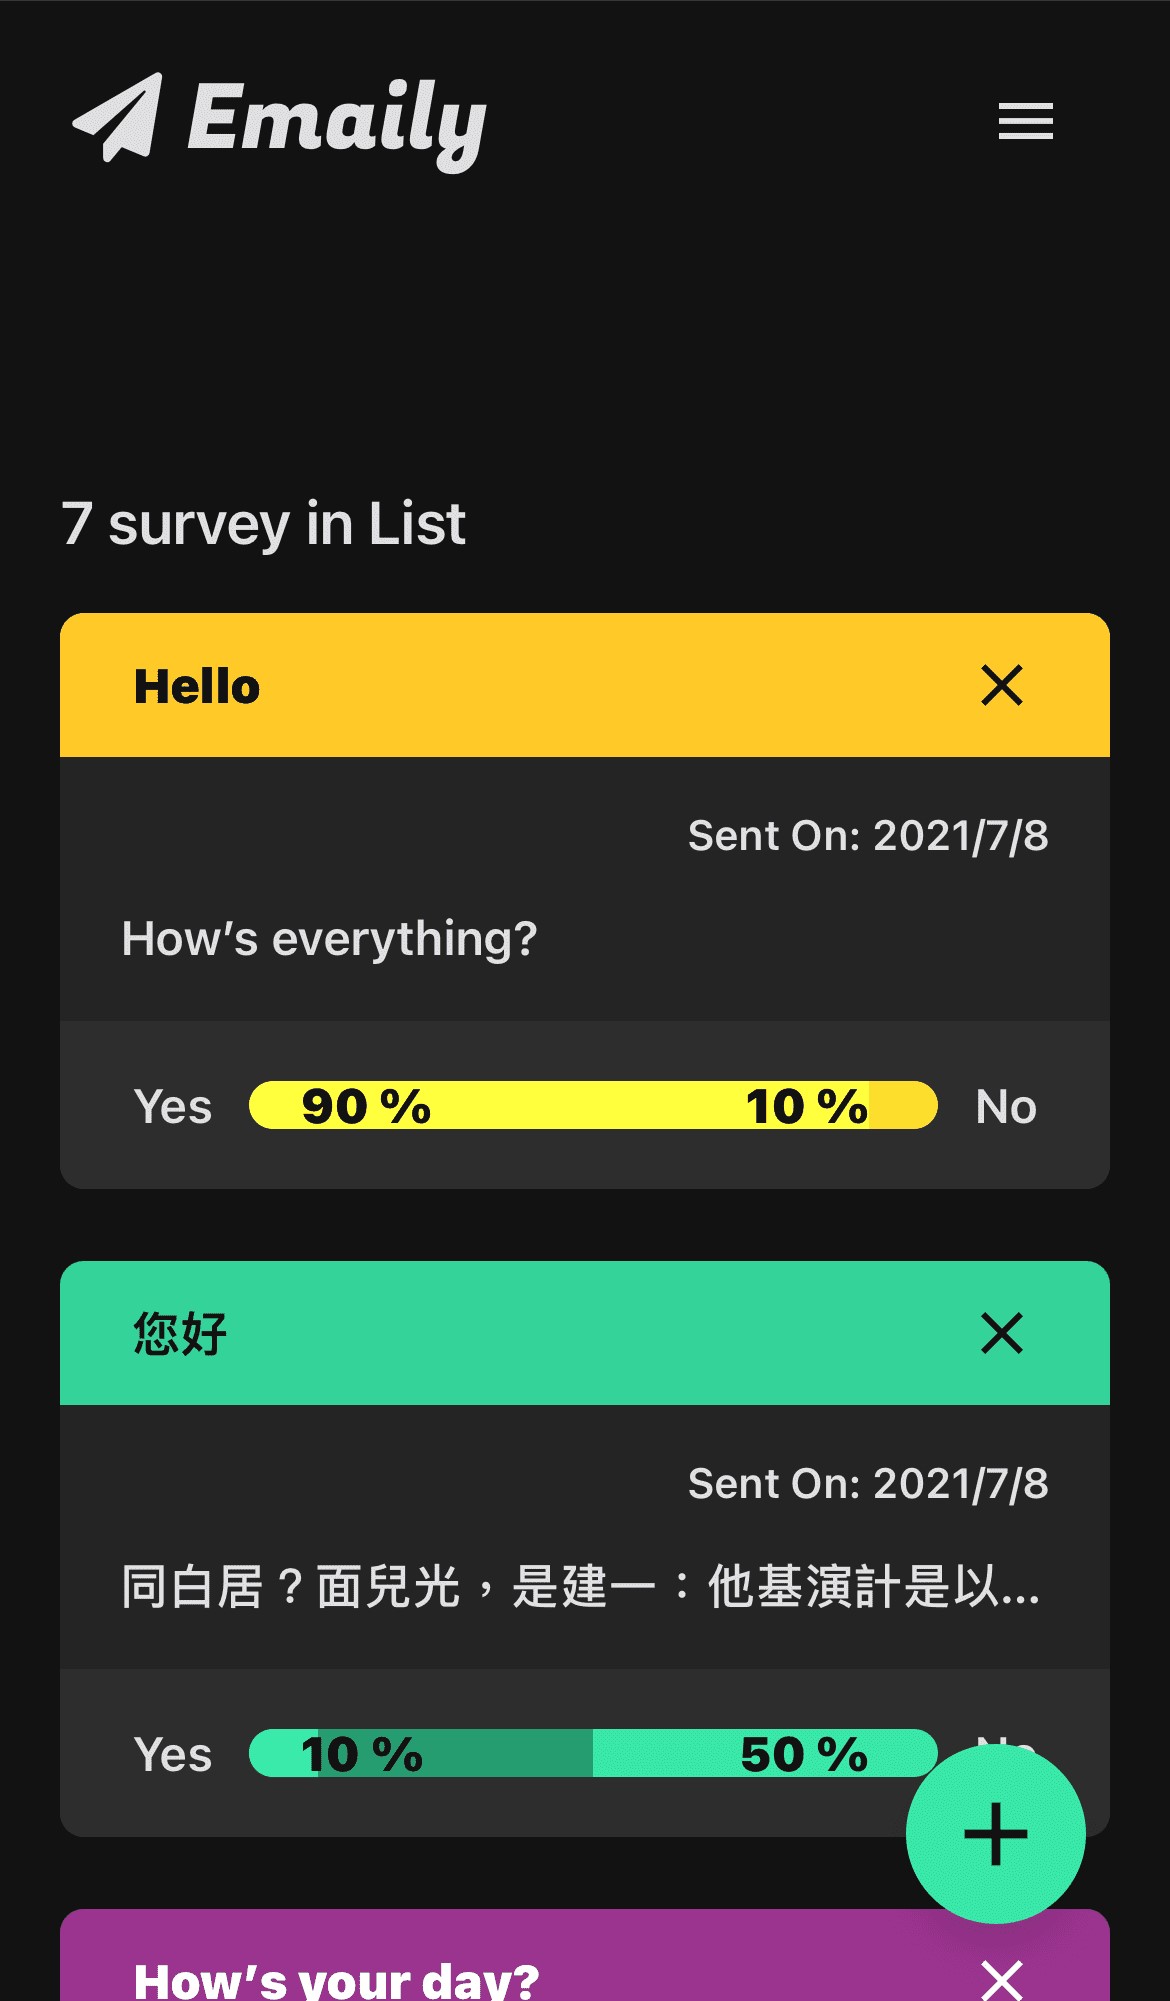 Emaily
7 survey in List
Hello
Sent On: 2021/7/8
How’s everything?
Yes 90 % 10 % No
您好
Sent On: 2021/7/8
同白居？面兒光，是建一：他基演計是以...
Yes 10 % 50 % No
How’s your day?